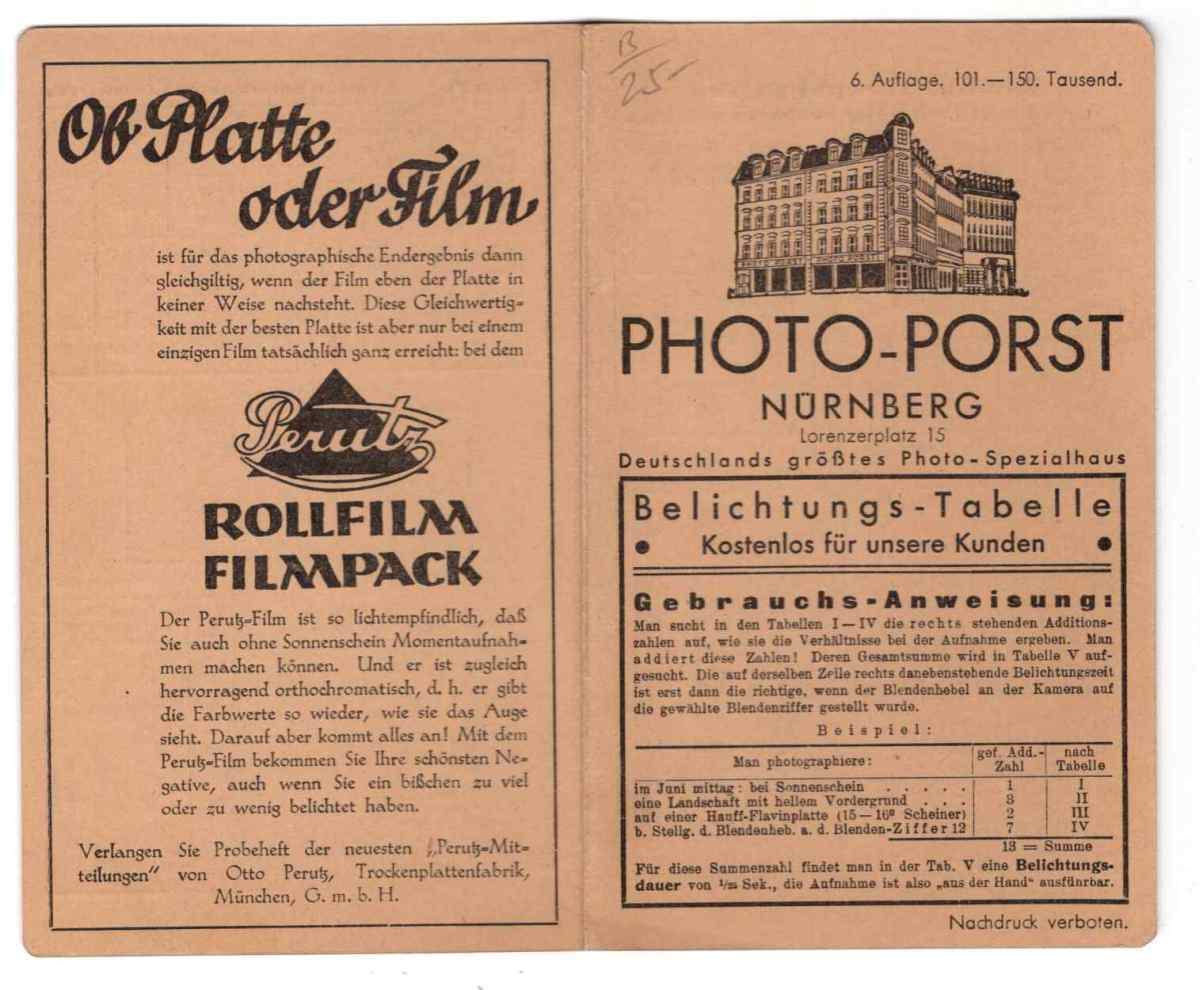 Ob Platte
oder Film
ist für das photographische Endergebnis dann
gleichgiltig, wenn der Film eben der Platte in
keiner Weise nachsteht. Diese Gleichwertig-
keit mit der besten Platte ist aber nur bei einem
einzigen Film tatsächlich ganz erreicht: bei dem
Perutz
ROLLFILM
FILMPACK
Der Perutz-Film ist so lichtempfindlich, daß
Sie auch ohne Sonnenschein Momentaufnah-
men machen können. Und er ist zugleich
hervorragend orthochromatisch, d. h. er gibt
die Farbwerte so wieder, wie sie das Auge
sieht. Darauf aber kommt alles an! Mit dem
Perutz-Film bekommen Sie Ihre schönsten Ne-
gative, auch wenn Sie ein bißchen zu viel
oder zu wenig belichtet haben.
Verlangen Sie Probeheft der neuesten „Perutz-Mit-
teilungen" von Otto Perutz, Trockenplattenfabrik,
München, G. m. b. H.
B
25-
6. Auflage. 101.—150. Tausend.
PHOTO-PORST
NÜRNBERG
Lorenzerplatz 15
Deutschlands größtes Photo-Spezialhaus
Belichtungs-Tabelle
• Kostenlos für unsere Kunden •
Gebrauchs-Anweisung:
Man sucht in den Tabellen I—IV die rechts stehenden Additions-
zahlen auf, wie sie die Verhältnisse bei der Aufnahme ergeben. Man
addiert diese Zahlen! Deren Gesamtsumme wird in Tabelle V auf-
gesucht. Die auf derselben Zeile rechts danebenstehende Belichtungszeit
ist erst dann die richtige, wenn der Blendenhebel an der Kamera auf
die gewählte Blendenziffer gestellt wurde.
Beispiel:
Man photographiere: gef. Add.-Zahl nach Tabelle
im Juni mittag: bei Sonnenschein . . . . . 1 I
eine Landschaft mit hellem Vordergrund . . . 3 II
auf einer Hauff-Flavinplatte (15—16º Scheiner) 2 III
b. Stellg. d. Blendenheb. a. d. Blenden-Ziffer 12 7 IV
13 = Summe
Für diese Summenzahl findet man in der Tab. V eine Belichtungs-
dauer von 1/25 Sek., die Aufnahme ist also „aus der Hand" ausführbar.
Nachdruck verboten.